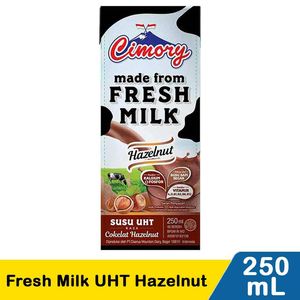 Cimory
made from
FRESH
MILK
Hazelnut
SUSU UHT
RASA
Cokelat Hazelnut
250 ml
Fresh Milk UHT Hazelnut
250
mL